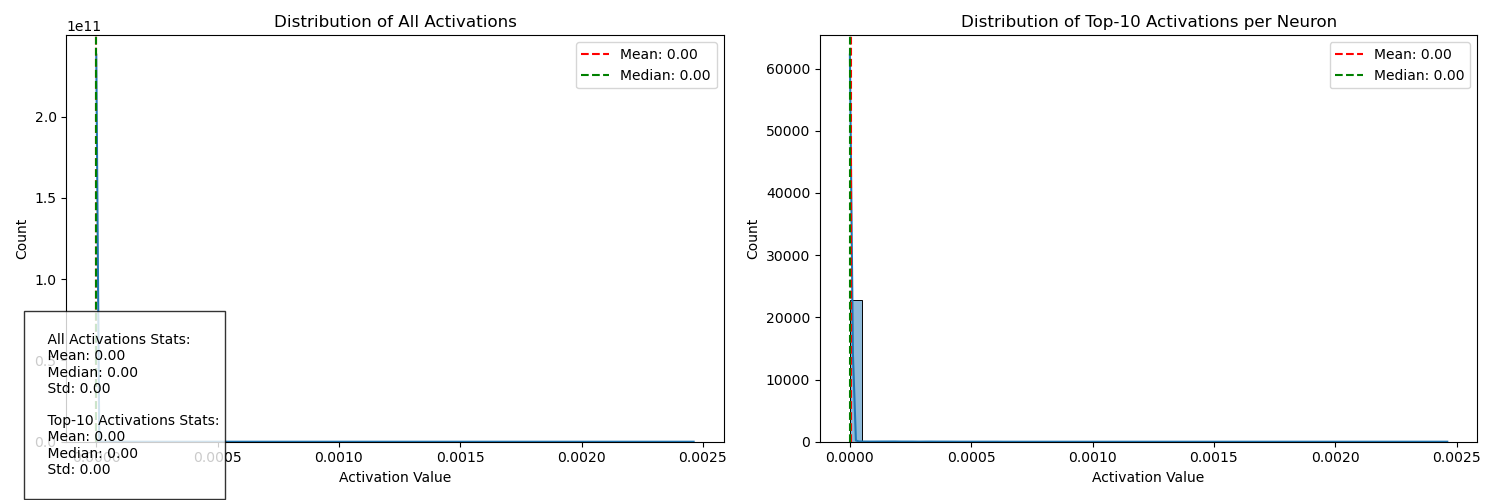 Distribution of All Activations
1e11
Mean: 0.00
Median: 0.00
2.0
1.5
1.0
0.0
Count
0.0005
0.0010
0.0015
0.0020
0.0025
Activation Value
All Activations Stats:
Mean: 0.00
Median: 0.00
Std: 0.00
Top-10 Activations Stats:
Mean: 0.00
Median: 0.00
Std: 0.00
Distribution of Top-10 Activations per Neuron
Mean: 0.00
Median: 0.00
60000
50000
40000
30000
20000
10000
0
Count
0.0000
0.0005
0.0010
0.0015
0.0020
0.0025
Activation Value